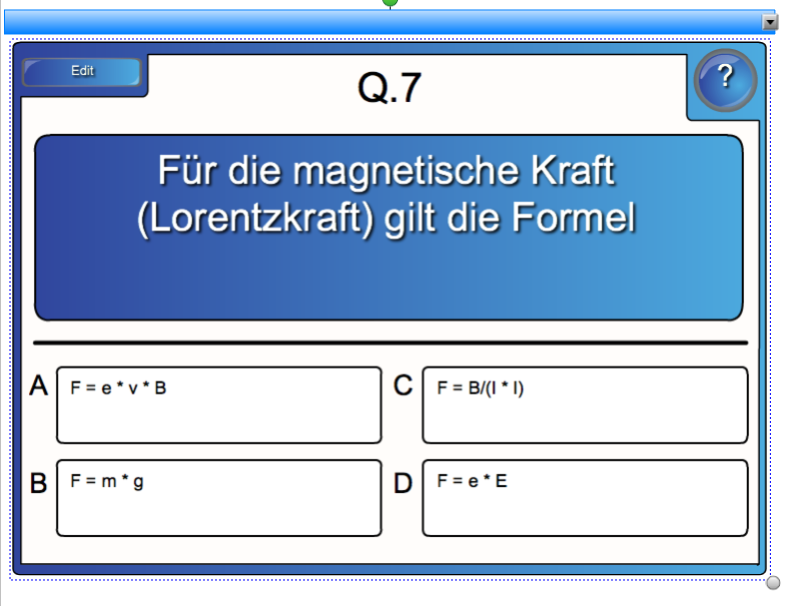 Edit
Q.7
?
Für die magnetische Kraft
(Lorentzkraft) gilt die Formel
A
F = e * v * B
B
F = m * g
C
F = B/(I * l)
D
F = e * E